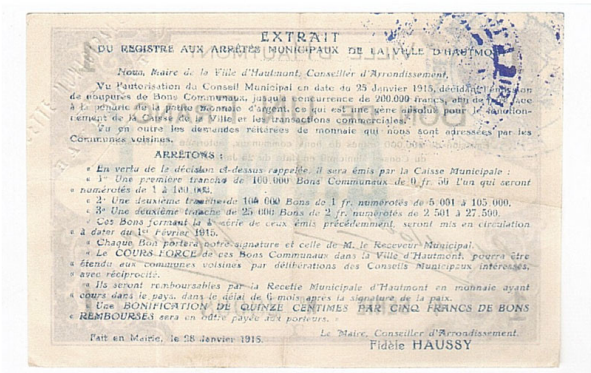 EXTRAIT
DU REGISTRE AUX ARRÊTÉS MUNICIPAUX DE LA VILLE D'HAUTMONT
Nous, Maire de la Ville d'Hautmont, Conseiller d'Arrondissement,
Vu l'autorisation du Conseil Municipal en date du 25 Janvier 1915, décidant l'émission
de coupures de Bons Communaux, jusqu'à concurrence de 200.000 francs, afin de
à la pénurie de la petite monnaie d'argent, ce qui est une gêne absolue pour le fonction-
nement de la Caisse de la Ville et les transactions commerciales.
Vu en outre les demandes réitérées de monnaie qui nous sont adressées par les
Communes voisines.
ARRÊTONS :
« En vertu de la décision ci-dessus rappelée, il sera émis par la Caisse Municipale :
« 1° Une première tranche de 160.000 Bons Communaux de 0 fr. 50 l'un qui seront
numérotés de 1 à 160.000.
« 2° Une deuxième tranche de 100 000 Bons de 1 fr. numérotés de 5.001 à 105.000.
« 3° Une deuxième tranche de 25 000 Bons de 2 fr. numérotés de 2 501 à 27.500.
« Ces Bons formant la série de ceux émis précédemment, seront mis en circulation
« à dater du 1er Février 1915.
« Chaque Bon portera notre signature et celle de M. le Receveur Municipal.
« Le COURS FORCÉ de ces Bons Communaux dans la Ville d'Hautmont, pourra être
« étendu aux communes voisines par délibérations des Conseils Municipaux intéressés,
« avec réciprocité.
« Ils seront remboursables par la Recette Municipale d'Hautmont en monnaie ayant
« cours dans le pays, dans le délai de 6 mois après la signature de la paix.
« Une BONIFICATION DE QUINZE CENTIMES PAR CINQ FRANCS DE BONS
« REMBOURSÉS sera en outre payée aux porteurs. »
Fait en Mairie, le 28 Janvier 1915.
Le Maire, Conseiller d'Arrondissement.
Fidèle HAUSSY